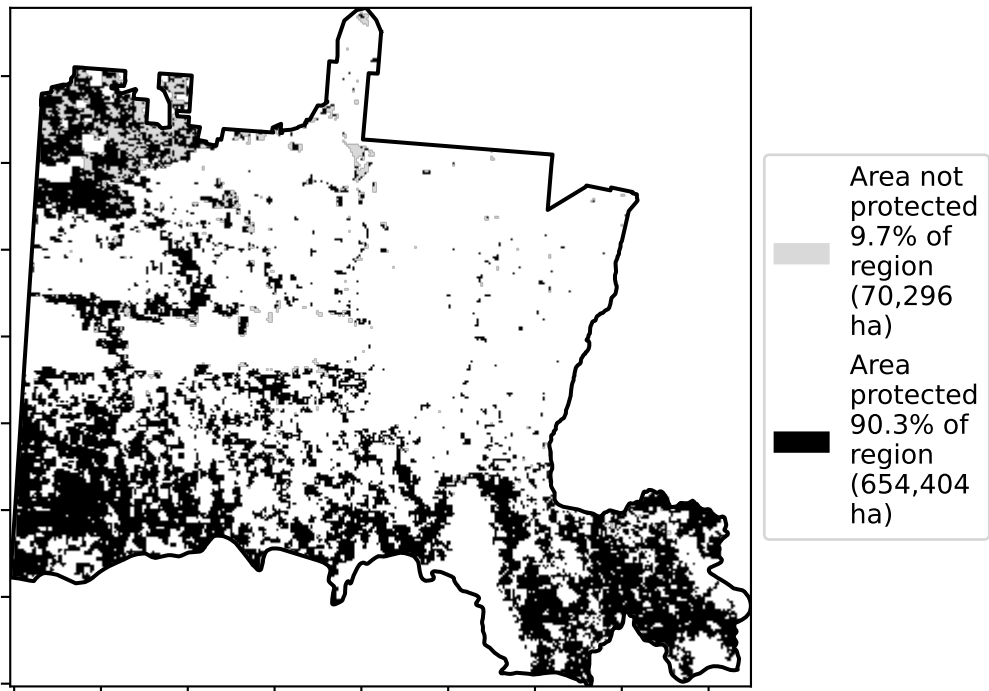 Area not
protected
9.7% of
region
(70,296
ha)
Area
protected
90.3% of
region
(654,404
ha)